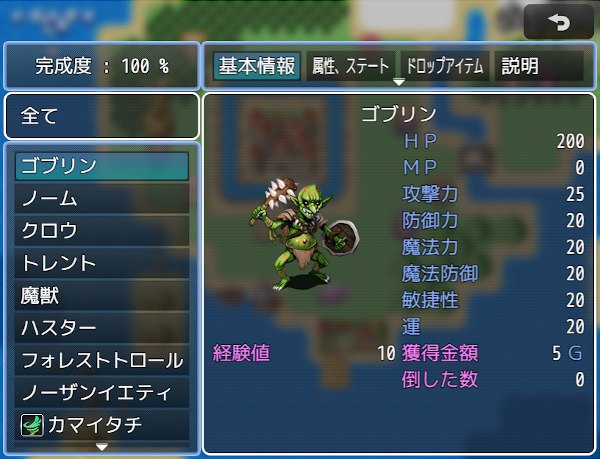 完成度 : 100 %
基本情報 属性、ステート ドロップアイテム 説明
全て
ゴブリン
ノーム
クロウ
トレント
魔獣
ハスター
フォレストトロール
ノーザンイエティ
カマイタチ
ゴブリン
ＨＰ 200
ＭＰ 0
攻撃力 25
防御力 20
魔法力 20
魔法防御 20
敏捷性 20
運 20
経験値 10 獲得金額 5 Ｇ
倒した数 0